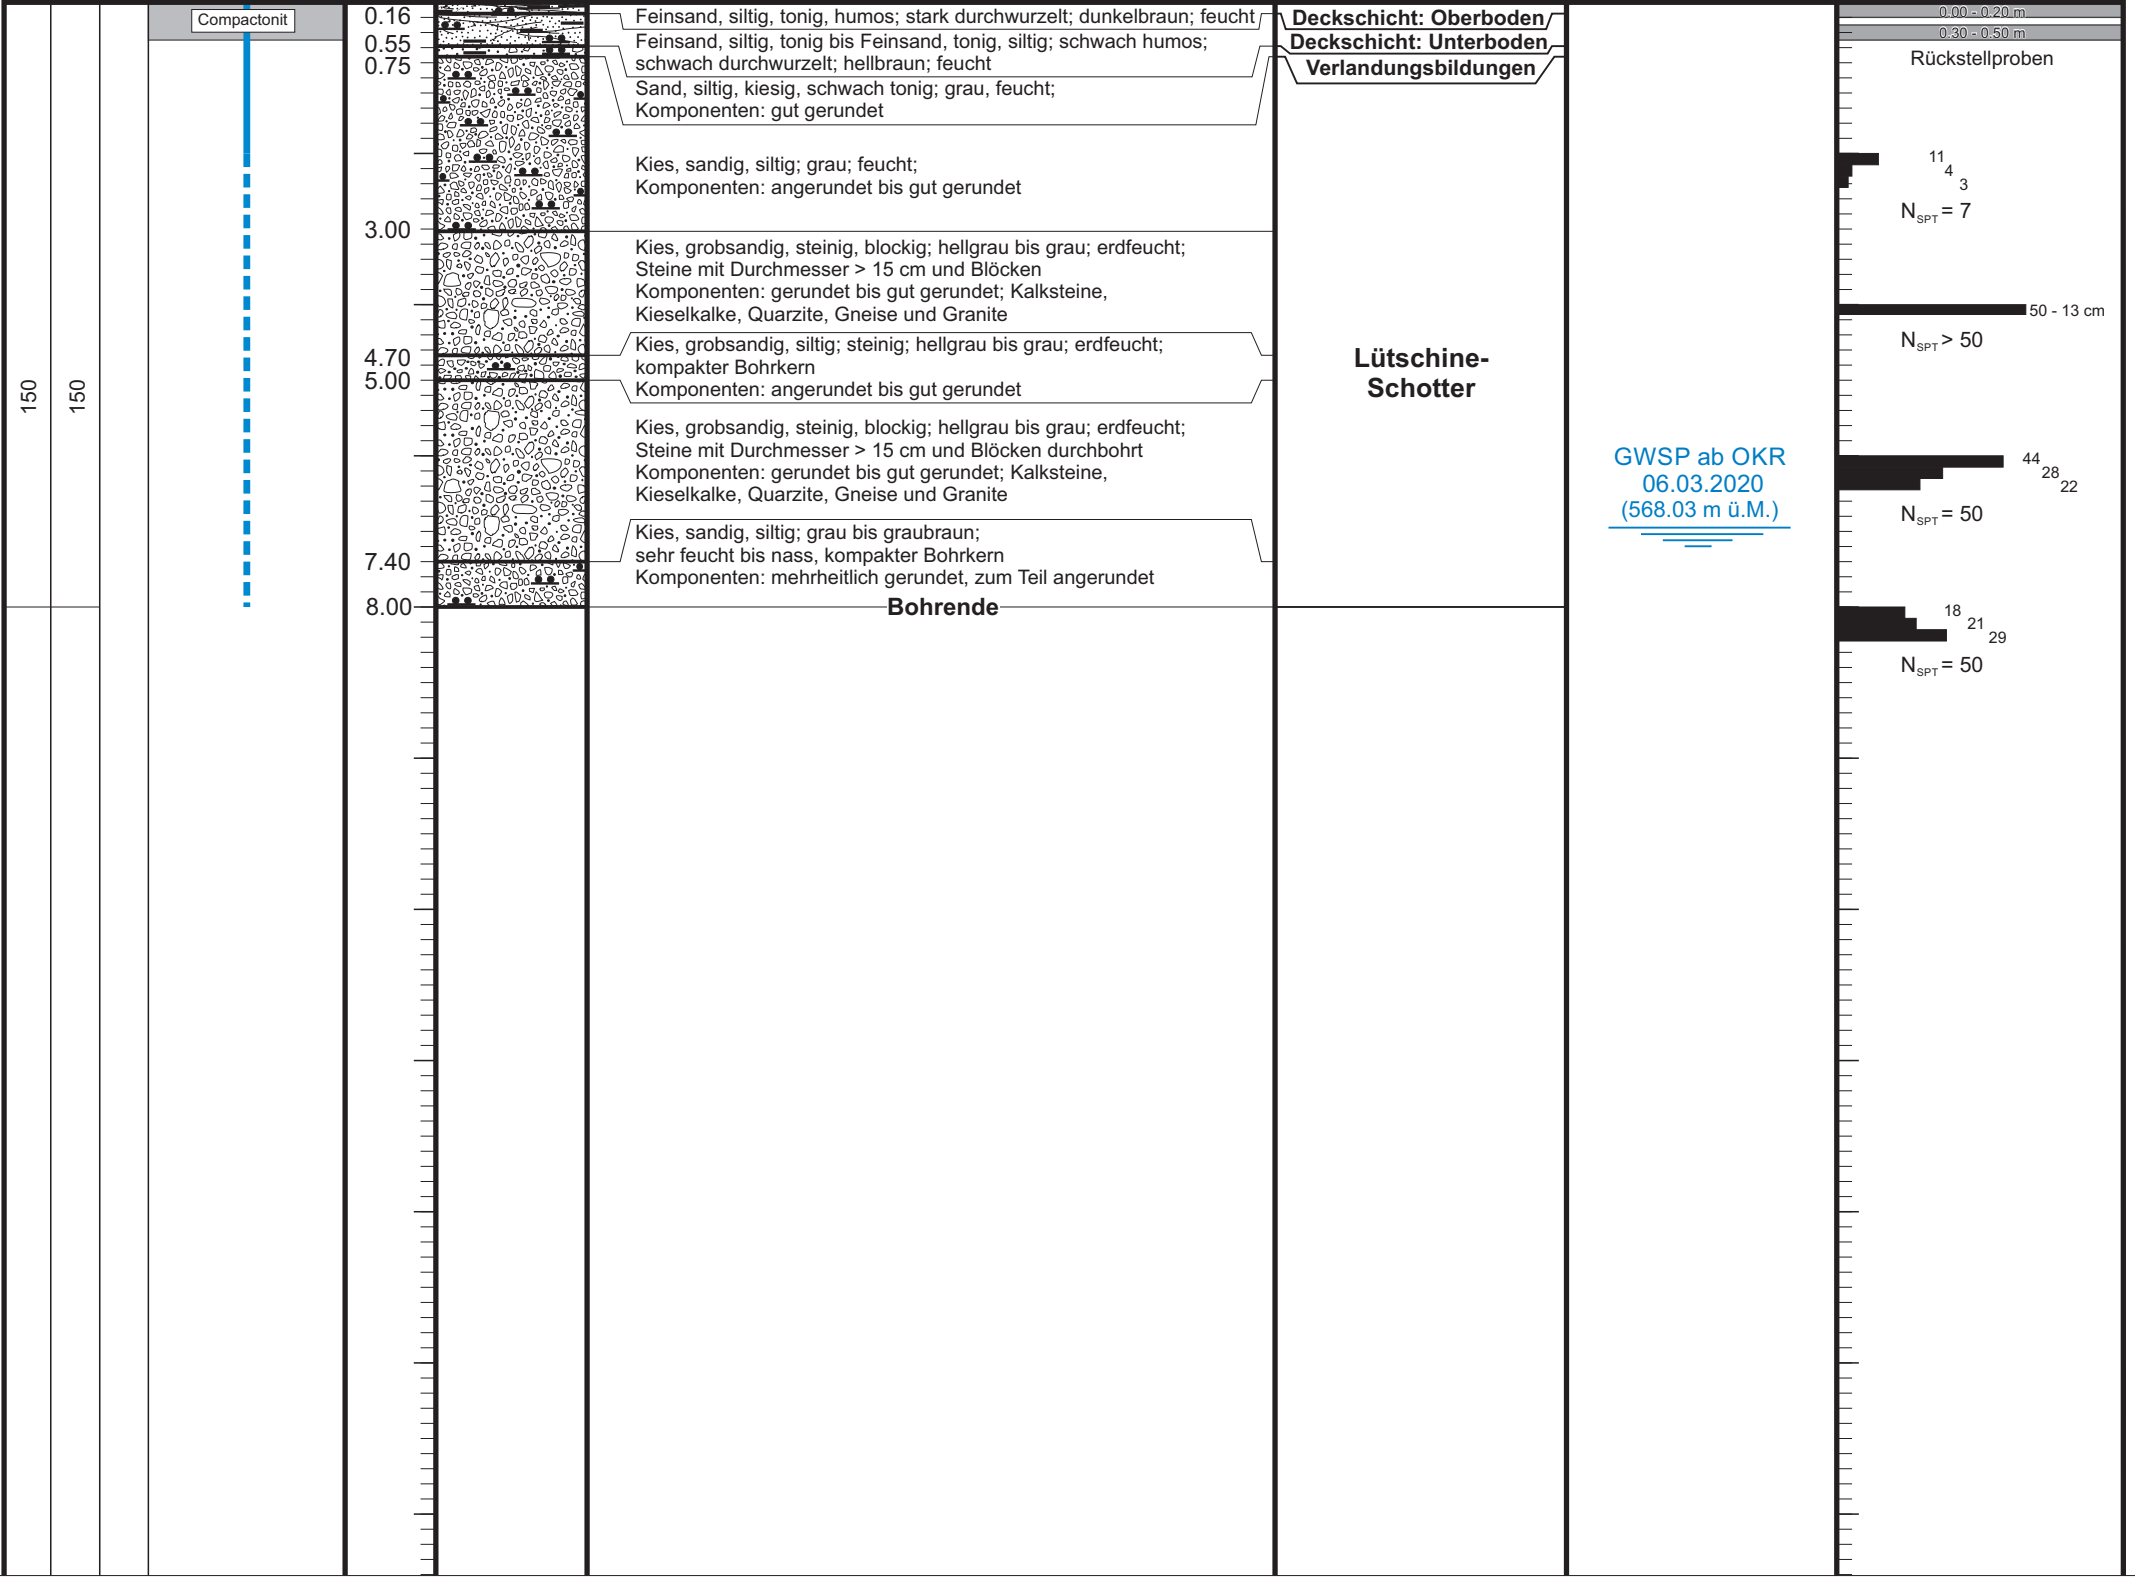 150
150
Compactonit
0.16
0.55
0.75
3.00
4.70
5.00
7.40
8.00
Feinsand, siltig, tonig, humos; stark durchwurzelt; dunkelbraun; feucht
Feinsand, siltig, tonig bis Feinsand, tonig, siltig; schwach humos;
schwach durchwurzelt; hellbraun; feucht
Sand, siltig, kiesig, schwach tonig; grau, feucht;
Komponenten: gut gerundet
Kies, sandig, siltig; grau; feucht;
Komponenten: angerundet bis gut gerundet
Kies, grobsandig, steinig, blockig; hellgrau bis grau; erdfeucht;
Steine mit Durchmesser > 15 cm und Blöcken
Komponenten: gerundet bis gut gerundet; Kalksteine,
Kieselkalke, Quarzite, Gneise und Granite
Kies, grobsandig, siltig; steinig; hellgrau bis grau; erdfeucht;
kompakter Bohrkern
Komponenten: angerundet bis gut gerundet
Kies, grobsandig, steinig, blockig; hellgrau bis grau; erdfeucht;
Steine mit Durchmesser > 15 cm und Blöcken durchbohrt
Komponenten: gerundet bis gut gerundet; Kalksteine,
Kieselkalke, Quarzite, Gneise und Granite
Kies, sandig, siltig; grau bis graubraun;
sehr feucht bis nass, kompakter Bohrkern
Komponenten: mehrheitlich gerundet, zum Teil angerundet
Bohrende
Deckschicht: Oberboden
Deckschicht: Unterboden
Verlandungsbildungen
Lütschine-
Schotter
GWSP ab OKR
06.03.2020
(568.03 m ü.M.)
0.00 - 0.20 m
0.30 - 0.50 m
Rückstellproben
11
4
3
N_SPT = 7
50 - 13 cm
N_SPT > 50
44
28
22
N_SPT = 50
18
21
29
N_SPT = 50